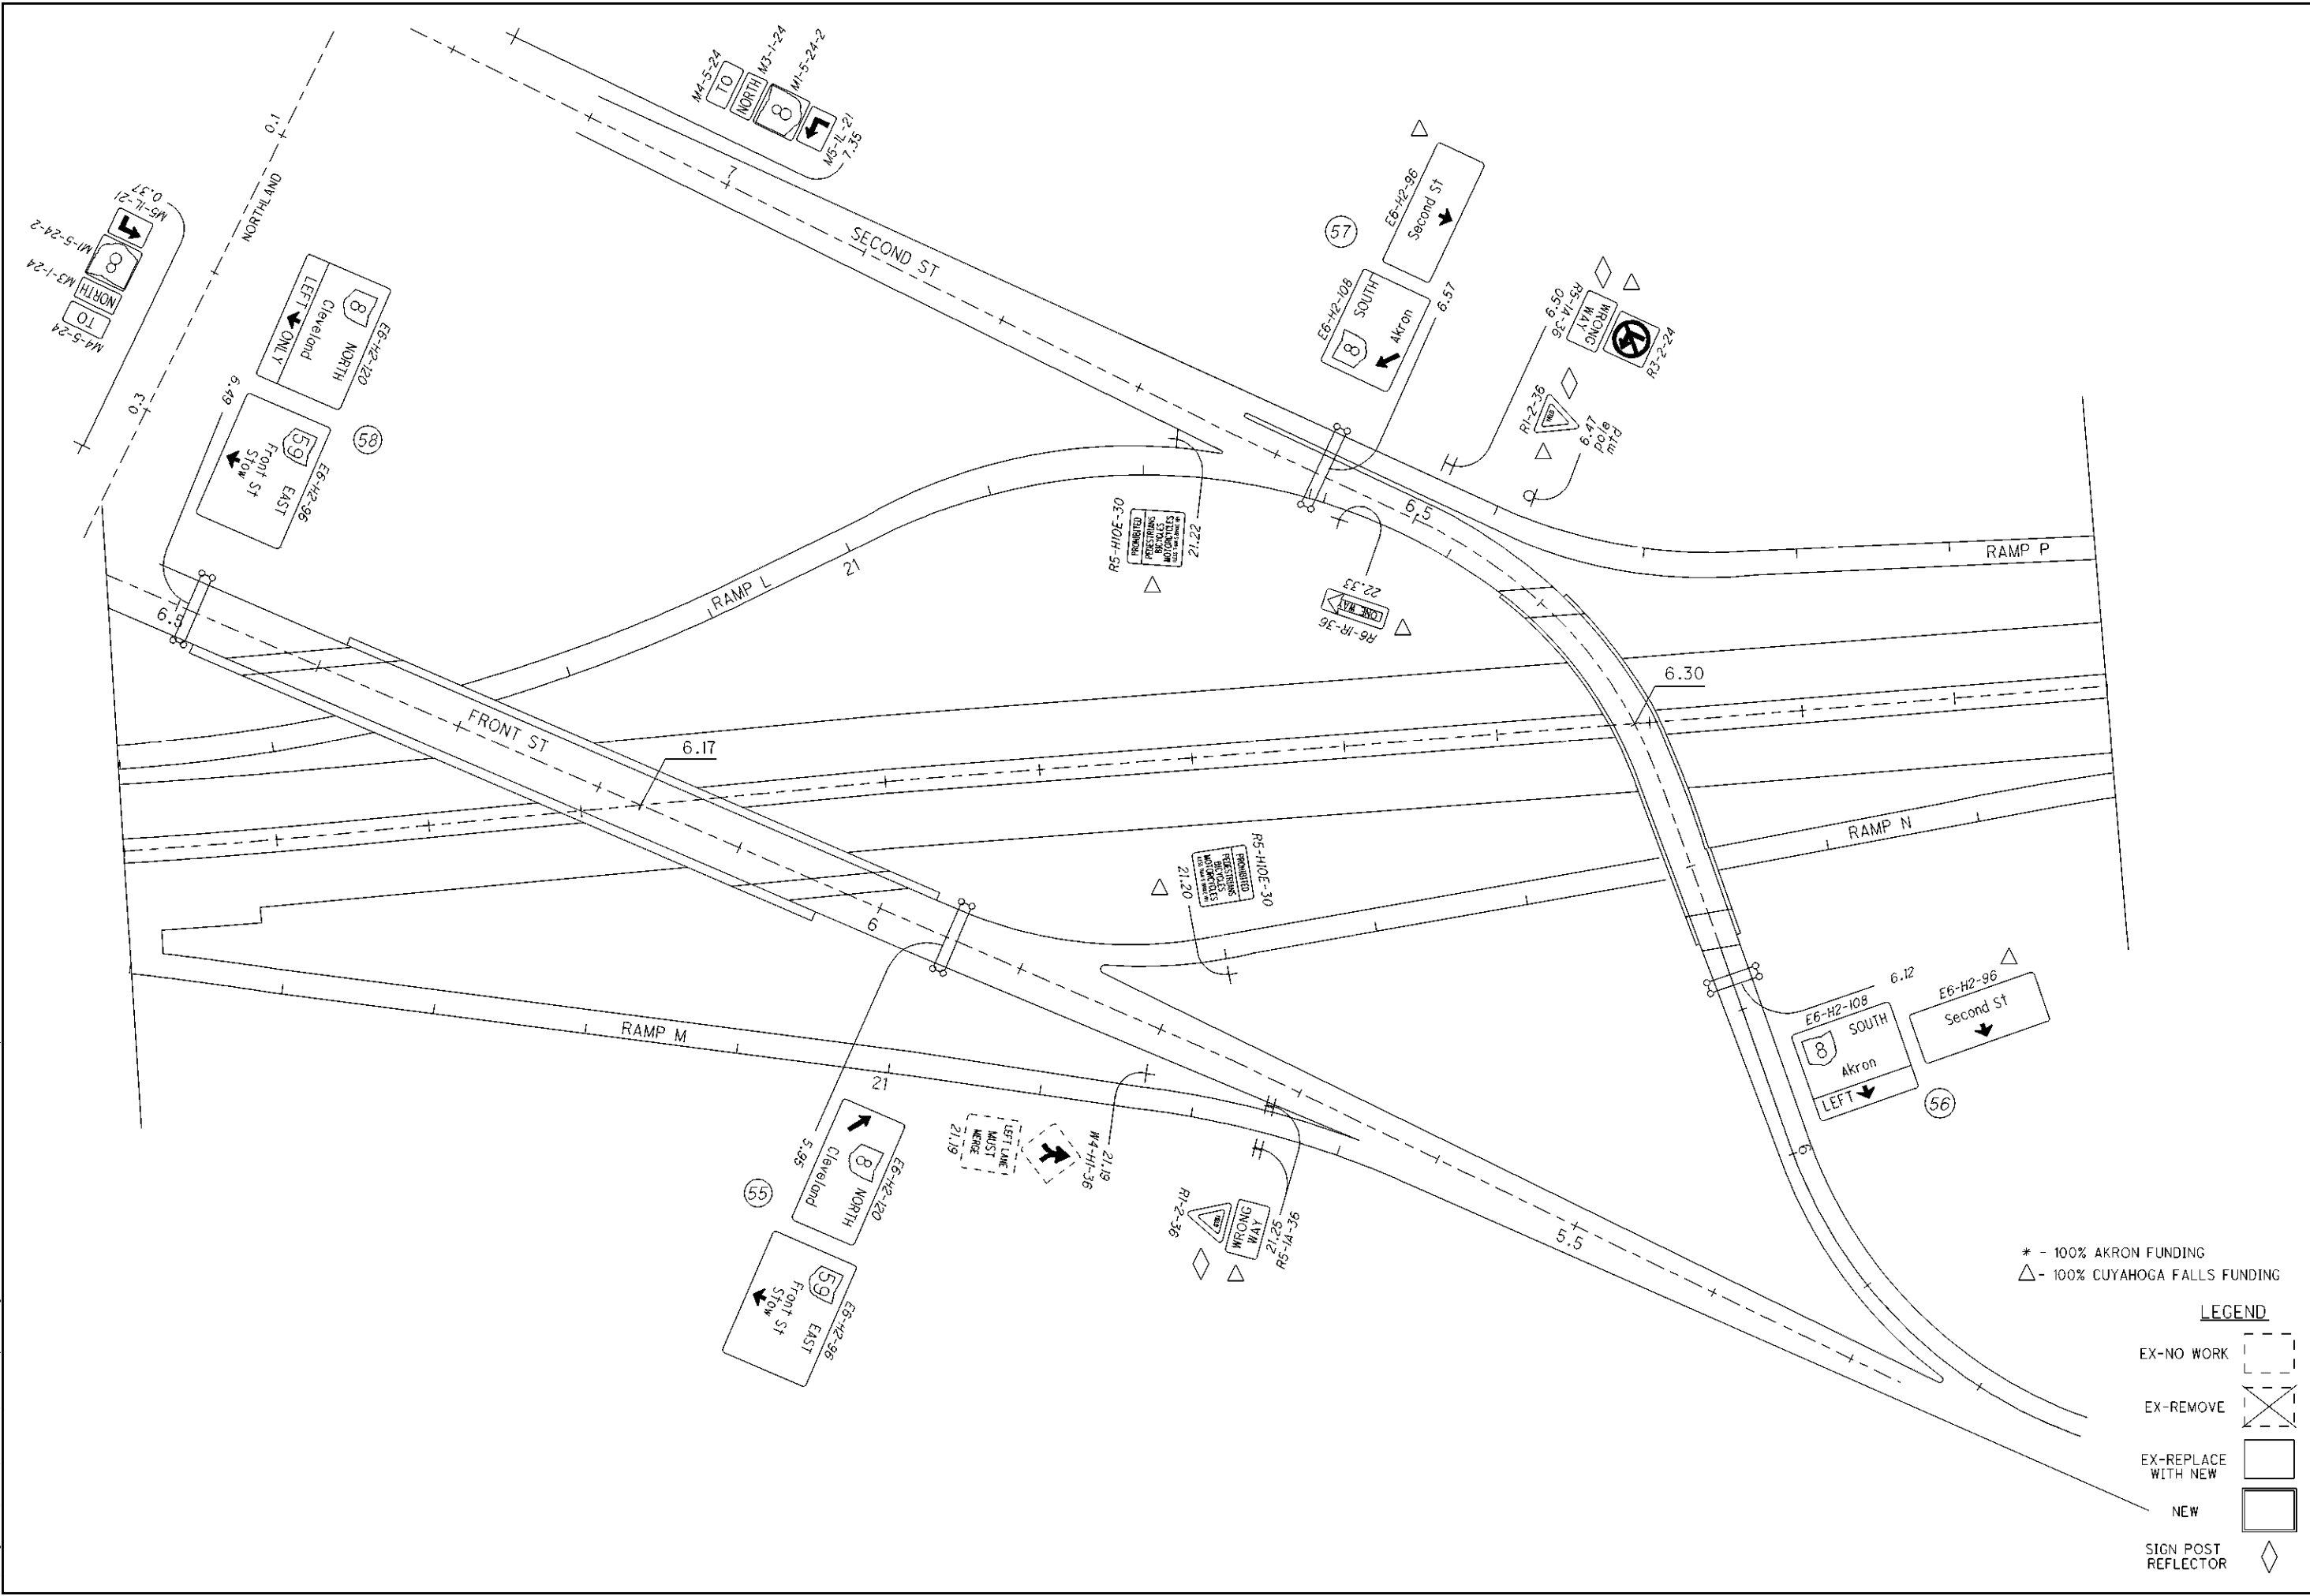 M4-5-24
TO
NORTH
M3-1-24
8
M1-5-24-2
M5-1L-21
7.35
0.1
NORTHLAND
0.3
0.37
M5-1L-21
M1-5-24-2
8
M3-1-24
NORTH
TO
M4-5-24
7
SECOND ST
E6-H2-96
Second St
57
E6-H2-108
8 SOUTH
Akron
6.57
6.50
R5-1A-36
WRONG
WAY
R3-2-24
R1-2-36
YIELD
6.47
pole
mtd
E6-H2-120
8 NORTH
Cleveland
LEFT ONLY
6.49
58
E6-H2-96
59 EAST
Front St
Stow
6.5
RAMP L
21
R5-H10E-30
PROHIBITED
PEDESTRIANS
BICYCLES
MOTORCYCLES
21.22
6.5
22.33
ONE WAY
R6-1R-36
RAMP P
6.30
FRONT ST
6.17
RAMP N
R5-H10E-30
PROHIBITED
PEDESTRIANS
BICYCLES
MOTORCYCLES
21.20
6
RAMP M
21
6.12
E6-H2-108
8 SOUTH
Akron
LEFT
E6-H2-96
Second St
56
6
5.95
55
E6-H2-120
8 NORTH
Cleveland
E6-H2-96
59 EAST
Front St
Stow
LEFT LANE
MUST
MERGE
21.19
21.19
W4-H1-36
R1-2-36
YIELD
WRONG
WAY
21.25
R5-1A-36
5.5
* - 100% AKRON FUNDING
△ - 100% CUYAHOGA FALLS FUNDING
LEGEND
EX-NO WORK
EX-REMOVE
EX-REPLACE
WITH NEW
NEW
SIGN POST
REFLECTOR